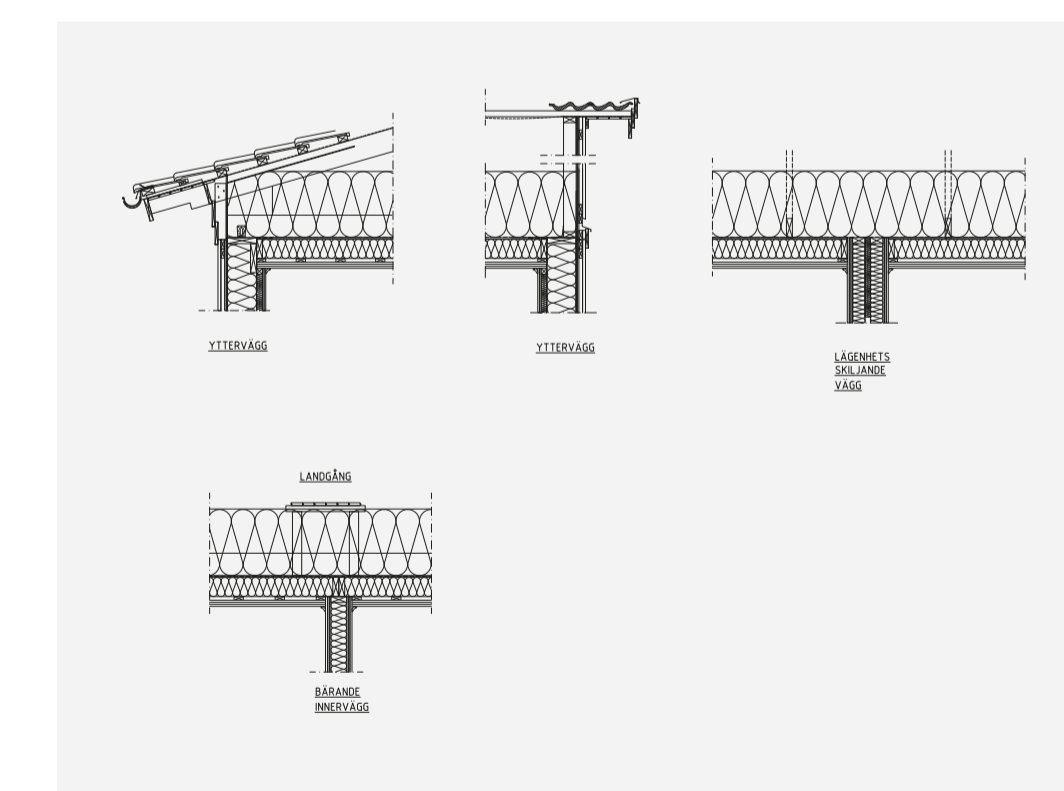 YTTERVÄGG
YTTERVÄGG
LÄGENHETS
SKILJANDE
VÄGG
LANDGÅNG
BÄRANDE
INNERVÄGG